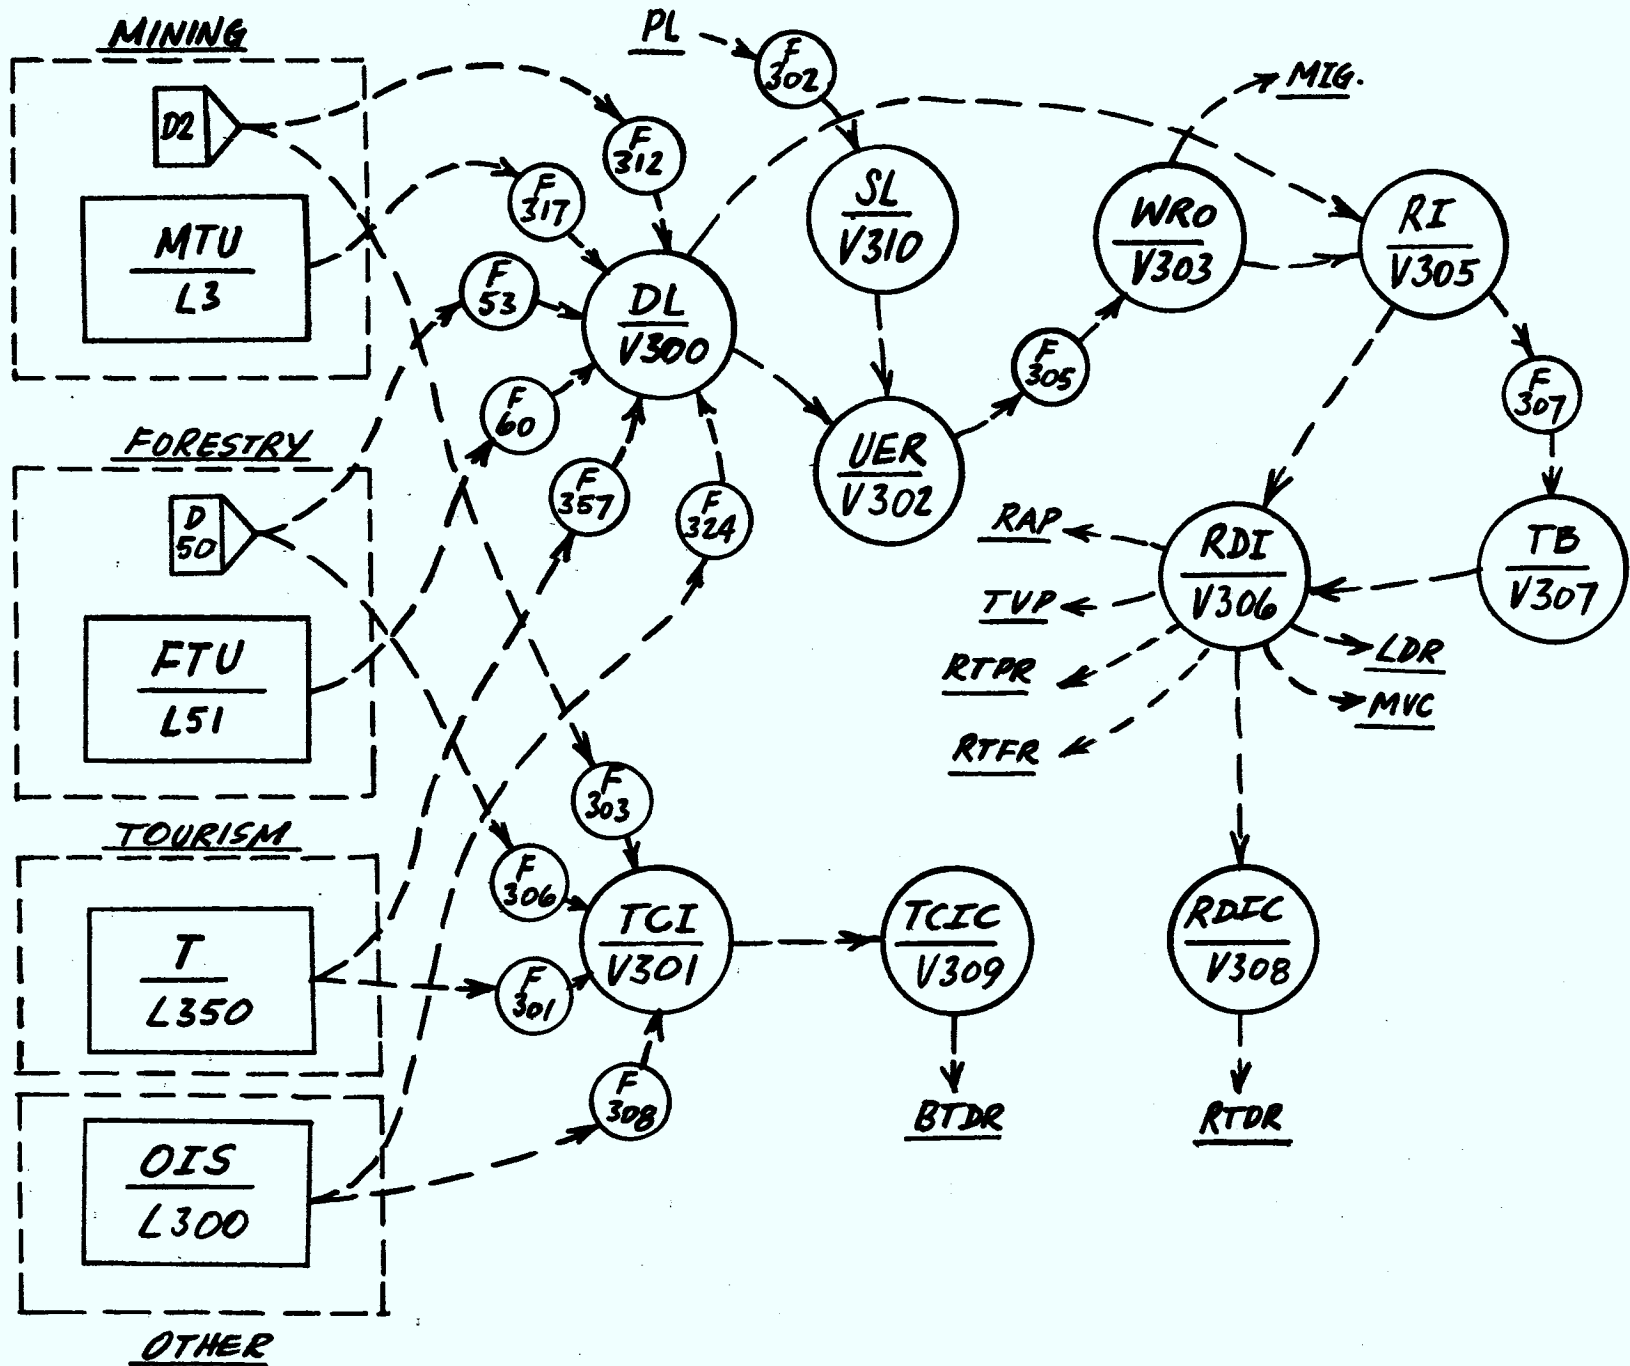 MINING
D2
MTU
L3
FORESTRY
D
50
FTU
L51
TOURISM
T
L350
OIS
L300
OTHER
PL
F
302
F
312
F
317
F
53
F
60
F
357
F
324
DL
V300
SL
V310
UER
V302
F
305
WRO
V303
MIG.
RI
V305
F
307
TB
V307
RDI
V306
RAP
TVP
RTPR
RTFR
LDR
MVC
F
303
F
306
F
301
F
308
TCI
V301
TCIC
V309
BTDR
RDIC
V308
RTDR